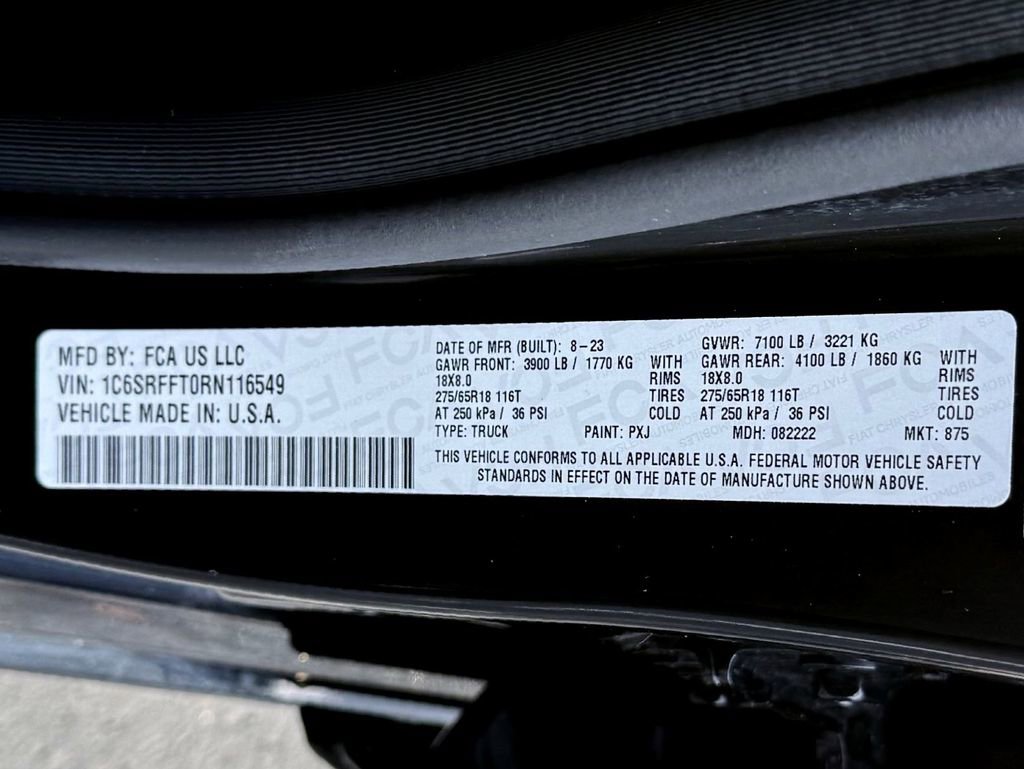 MFD BY: FCA US LLC
VIN: 1C6SRFFT0RN116549
VEHICLE MADE IN: U.S.A.
DATE OF MFR (BUILT): 8-23 GVWR: 7100 LB / 3221 KG
GAWR FRONT: 3900 LB / 1770 KG WITH GAWR REAR: 4100 LB / 1860 KG WITH
18X8.0 RIMS 18X8.0 RIMS
275/65R18 116T TIRES 275/65R18 116T TIRES
AT 250 kPa / 36 PSI COLD AT 250 kPa / 36 PSI COLD
TYPE: TRUCK PAINT: PXJ MDH: 082222 MKT: 875
THIS VEHICLE CONFORMS TO ALL APPLICABLE U.S.A. FEDERAL MOTOR VEHICLE SAFETY
STANDARDS IN EFFECT ON THE DATE OF MANUFACTURE SHOWN ABOVE.